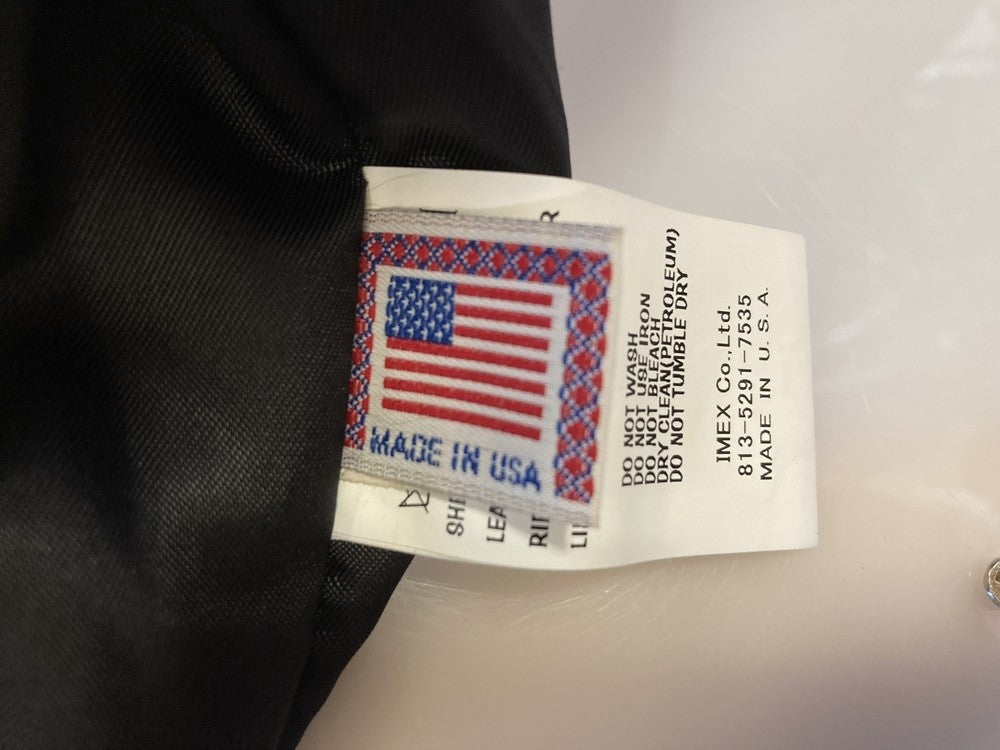 MADE IN USA
DO NOT WASH
DO NOT USE IRON
DO NOT BLEACH
DRY CLEAN(PETROLEUM)
DO NOT TUMBLE DRY
IMEX Co.,Ltd.
813-5291-7535
MADE IN U. S. A.